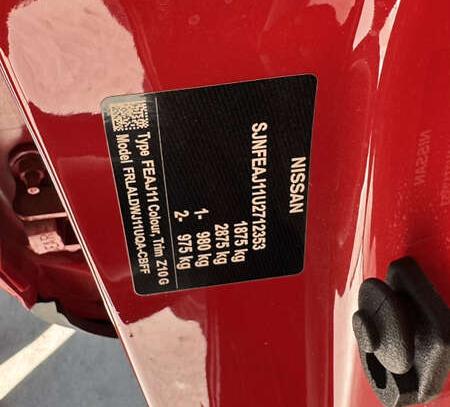 NISSAN
SJNFEAJ11U2712353
1875 kg
2875 kg
1- 980 kg
2- 975 kg
Type FEAJ11 Colour, Trim Z10 G
Model FRLALDWJ11UQA-CBFF